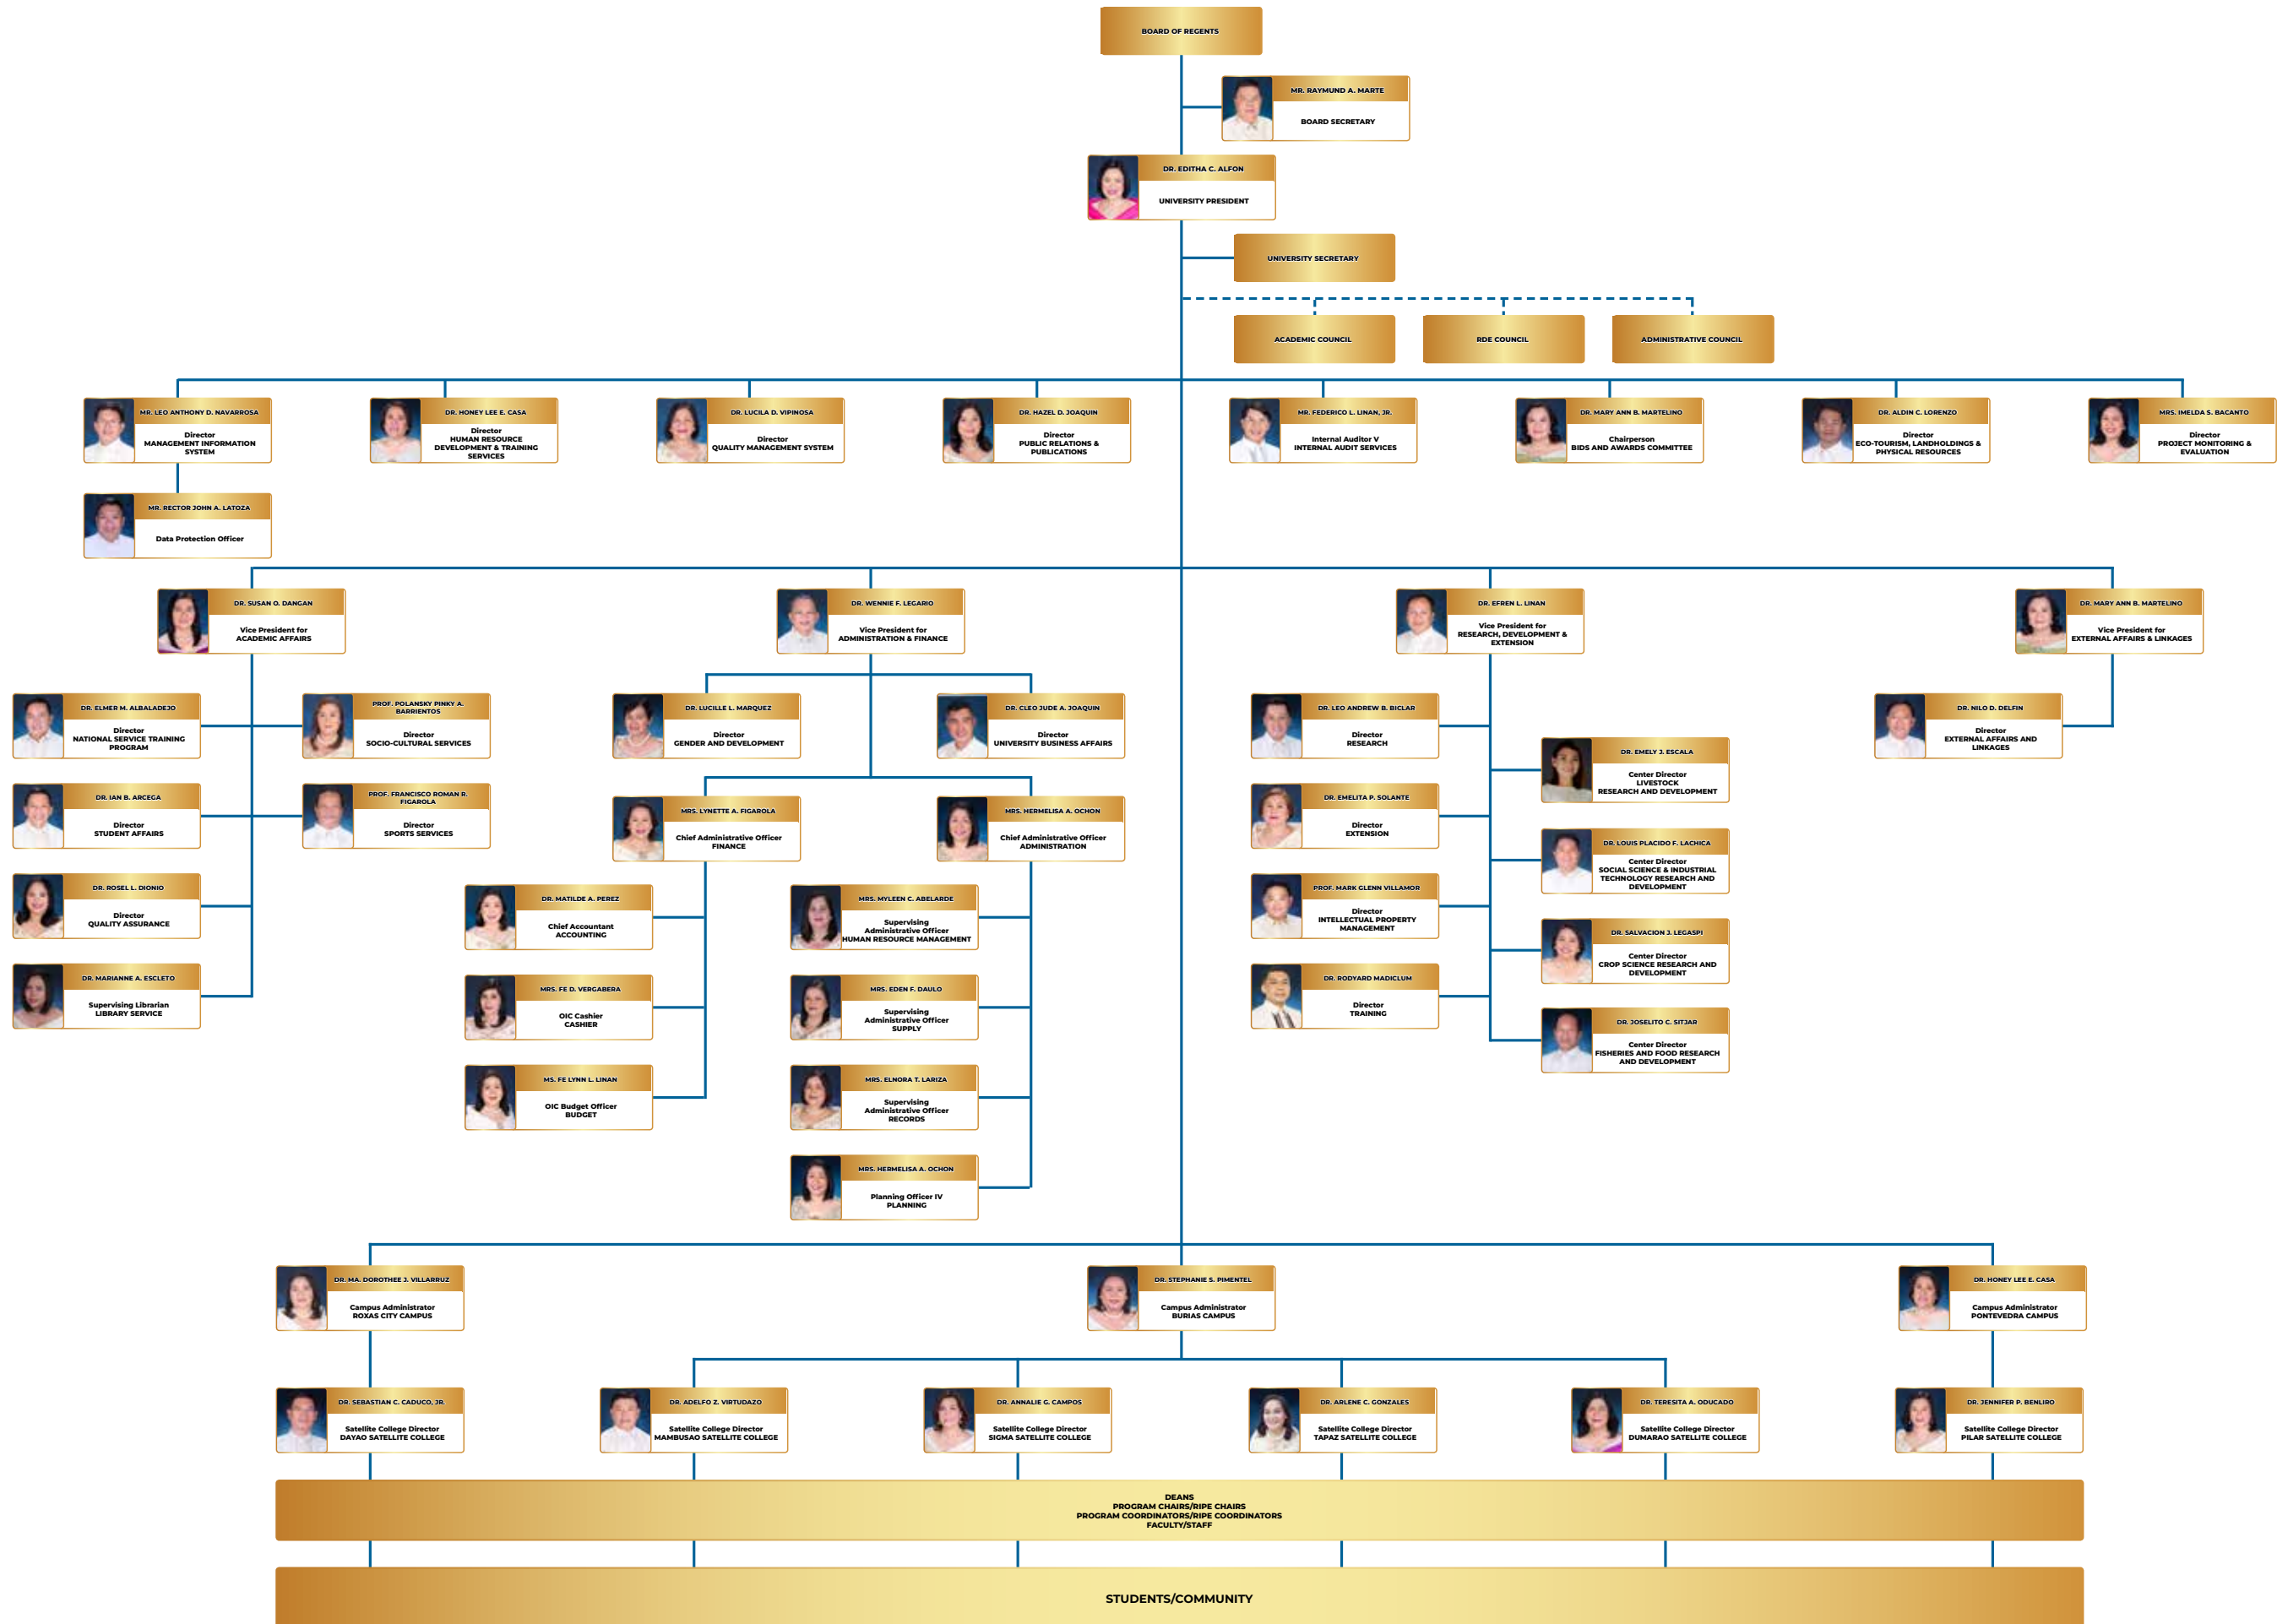 BOARD OF REGENTS
MR. RAYMUND A. MARTE
BOARD SECRETARY
DR. EDITHA C. ALFON
UNIVERSITY PRESIDENT
UNIVERSITY SECRETARY
ACADEMIC COUNCIL
RDE COUNCIL
ADMINISTRATIVE COUNCIL
MR. LEO ANTHONY D. NAVARROSA
Director
MANAGEMENT INFORMATION
SYSTEM
DR. HONEY LEE E. CASA
Director
HUMAN RESOURCE
DEVELOPMENT & TRAINING
SERVICES
DR. LUCILA D. VIPINOSA
Director
QUALITY MANAGEMENT SYSTEM
DR. HAZEL D. JOAQUIN
Director
PUBLIC RELATIONS &
PUBLICATIONS
MR. FEDERICO L. LINAN, JR.
Internal Auditor V
INTERNAL AUDIT SERVICES
DR. MARY ANN B. MARTELINO
Chairperson
BIDS AND AWARDS COMMITTEE
DR. ALDIN C. LORENZO
Director
ECO-TOURISM, LANDHOLDINGS &
PHYSICAL RESOURCES
MRS. IMELDA S. BACANTO
Director
PROJECT MONITORING &
EVALUATION
MR. RECTOR JOHN A. LATOZA
Data Protection Officer
DR. SUSAN O. DANGAN
Vice President for
ACADEMIC AFFAIRS
DR. WENNIE F. LEGARIO
Vice President for
ADMINISTRATION & FINANCE
DR. EFREN L. LINAN
Vice President for
RESEARCH, DEVELOPMENT &
EXTENSION
DR. MARY ANN B. MARTELINO
Vice President for
EXTERNAL AFFAIRS & LINKAGES
DR. ELMER M. ALBALADEJO
Director
NATIONAL SERVICE TRAINING
PROGRAM
PROF. POLANSKY PINKY A.
BARRIENTOS
Director
SOCIO-CULTURAL SERVICES
DR. IAN B. ARCEGA
Director
STUDENT AFFAIRS
PROF. FRANCISCO ROMAN R.
FIGAROLA
Director
SPORTS SERVICES
DR. ROSEL L. DIONIO
Director
QUALITY ASSURANCE
DR. MARIANNE A. ESCLETO
Supervising Librarian
LIBRARY SERVICE
DR. LUCILLE L. MARQUEZ
Director
GENDER AND DEVELOPMENT
DR. CLEO JUDE A. JOAQUIN
Director
UNIVERSITY BUSINESS AFFAIRS
MRS. LYNETTE A. FIGAROLA
Chief Administrative Officer
FINANCE
MRS. HERMELISA A. OCHON
Chief Administrative Officer
ADMINISTRATION
DR. MATILDE A. PEREZ
Chief Accountant
ACCOUNTING
MRS. FE D. VERGABERA
OIC Cashier
CASHIER
MS. FE LYNN L. LINAN
OIC Budget Officer
BUDGET
MRS. MYLEEN C. ABELARDE
Supervising
Administrative Officer
HUMAN RESOURCE MANAGEMENT
MRS. EDEN F. DAULO
Supervising
Administrative Officer
SUPPLY
MRS. ELNORA T. LARIZA
Supervising
Administrative Officer
RECORDS
MRS. HERMELISA A. OCHON
Planning Officer IV
PLANNING
DR. LEO ANDREW B. BICLAR
Director
RESEARCH
DR. EMELITA P. SOLANTE
Director
EXTENSION
PROF. MARK GLENN VILLAMOR
Director
INTELLECTUAL PROPERTY
MANAGEMENT
DR. RODYARD MADICLUM
Director
TRAINING
DR. EMELY J. ESCALA
Center Director
LIVESTOCK
RESEARCH AND DEVELOPMENT
DR. LOUIS PLACIDO F. LACHICA
Center Director
SOCIAL SCIENCE & INDUSTRIAL
TECHNOLOGY RESEARCH AND
DEVELOPMENT
DR. SALVACION J. LEGASPI
Center Director
CROP SCIENCE RESEARCH AND
DEVELOPMENT
DR. JOSELITO C. SITJAR
Center Director
FISHERIES AND FOOD RESEARCH
AND DEVELOPMENT
DR. NILO D. DELFIN
Director
EXTERNAL AFFAIRS AND
LINKAGES
DR. MA. DOROTHEE J. VILLARRUZ
Campus Administrator
ROXAS CITY CAMPUS
DR. STEPHANIE S. PIMENTEL
Campus Administrator
BURIAS CAMPUS
DR. HONEY LEE E. CASA
Campus Administrator
PONTEVEDRA CAMPUS
DR. SEBASTIAN C. CADUCO, JR.
Satellite College Director
DAYAO SATELLITE COLLEGE
DR. ADELFO Z. VIRTUDAZO
Satellite College Director
MAMBUSAO SATELLITE COLLEGE
DR. ANNALIE G. CAMPOS
Satellite College Director
SIGMA SATELLITE COLLEGE
DR. ARLENE C. GONZALES
Satellite College Director
TAPAZ SATELLITE COLLEGE
DR. TERESITA A. ODUCADO
Satellite College Director
DUMARAO SATELLITE COLLEGE
DR. JENNIFER P. BENLIRO
Satellite College Director
PILAR SATELLITE COLLEGE
DEANS
PROGRAM CHAIRS/RIPE CHAIRS
PROGRAM COORDINATORS/RIPE COORDINATORS
FACULTY/STAFF
STUDENTS/COMMUNITY